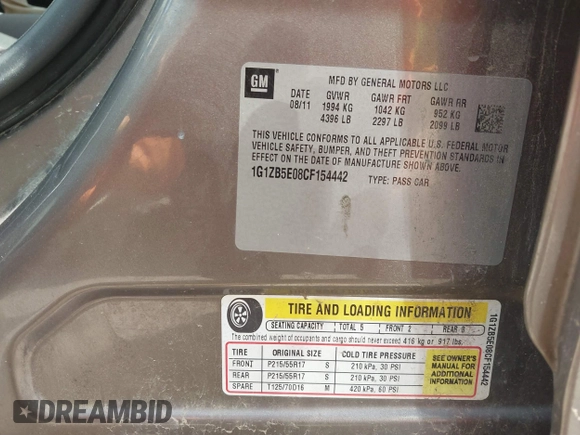 GM
MFD BY GENERAL MOTORS LLC
DATE GVWR GAWR FRT GAWR RR
08/11 1994 KG 1042 KG 952 KG
4396 LB 2297 LB 2099 LB
THIS VEHICLE CONFORMS TO ALL APPLICABLE U.S. FEDERAL MOTOR
VEHICLE SAFETY, BUMPER, AND THEFT PREVENTION STANDARDS IN
EFFECT ON THE DATE OF MANUFACTURE SHOWN ABOVE.
1G1ZB5E08CF154442 TYPE: PASS CAR
TIRE AND LOADING INFORMATION
SEATING CAPACITY TOTAL 5 FRONT 2 REAR
The combined weight of occupants and cargo should never exceed 416 kg or 917 lbs.
TIRE ORIGINAL SIZE COLD TIRE PRESSURE
FRONT P215/55R17 S 210 kPa, 30 PSI
REAR P215/55R17 S 210 kPa, 30 PSI
SPARE T125/70D16 M 420 kPa, 60 PSI
SEE OWNER'S
MANUAL FOR
ADDITIONAL
INFORMATION
1G1ZB5E08CF154442
DREAMBID